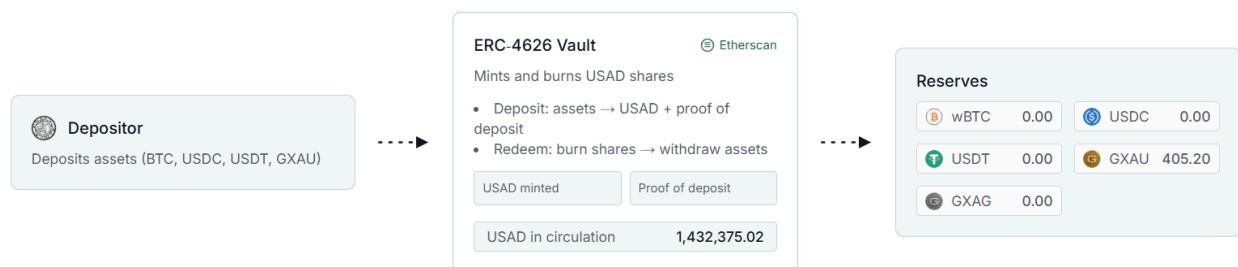 Depositor
Deposits assets (BTC, USDC, USDT, GXAU)
ERC-4626 Vault
Etherscan
Mints and burns USAD shares
• Deposit: assets → USAD + proof of
deposit
• Redeem: burn shares → withdraw assets
USAD minted
Proof of deposit
USAD in circulation 1,432,375.02
Reserves
wBTC 0.00
USDC 0.00
USDT 0.00
GXAU 405.20
GXAG 0.00